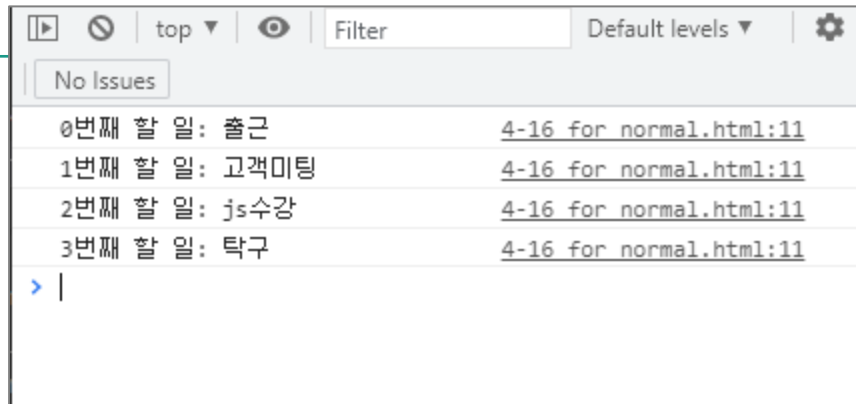 top ▼ Filter Default levels ▼
No Issues
0번째 할 일: 출근 4-16 for normal.html:11
1번째 할 일: 고객미팅 4-16 for normal.html:11
2번째 할 일: js수강 4-16 for normal.html:11
3번째 할 일: 탁구 4-16 for normal.html:11
>